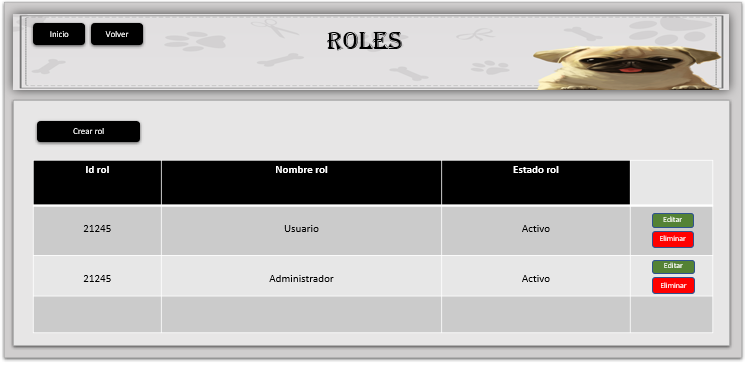 Inicio Volver
ROLES
Crear rol
Id rol Nombre rol Estado rol
21245 Usuario Activo Editar
Eliminar
21245 Administrador Activo Editar
Eliminar